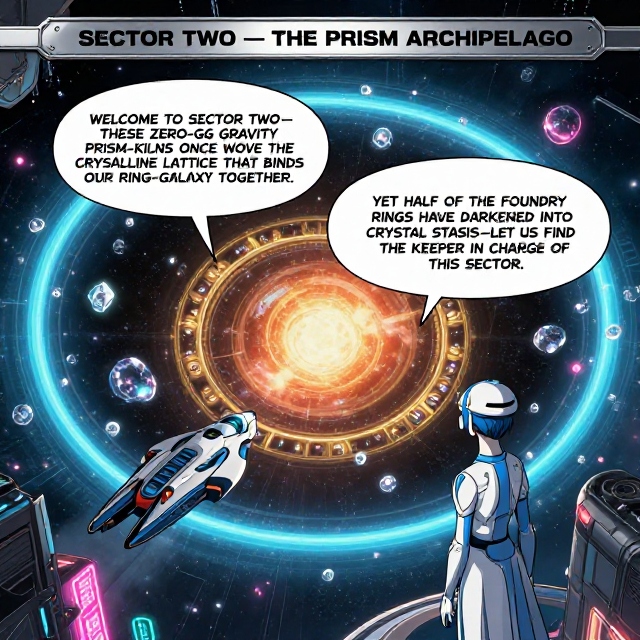 SECTOR TWO — THE PRISM ARCHIPELAGO
WELCOME TO SECTOR TWO—
THESE ZERO-GG GRAVITY
PRISM-KILNS ONCE WOVE THE
CRYSALLINE LATTICE THAT BINDS
OUR RING-GALAXY TOGETHER.
YET HALF OF THE FOUNDRY
RINGS HAVE DARKENED INTO
CRYSTAL STASIS—LET US FIND
THE KEEPER IN CHARGE OF
THIS SECTOR.